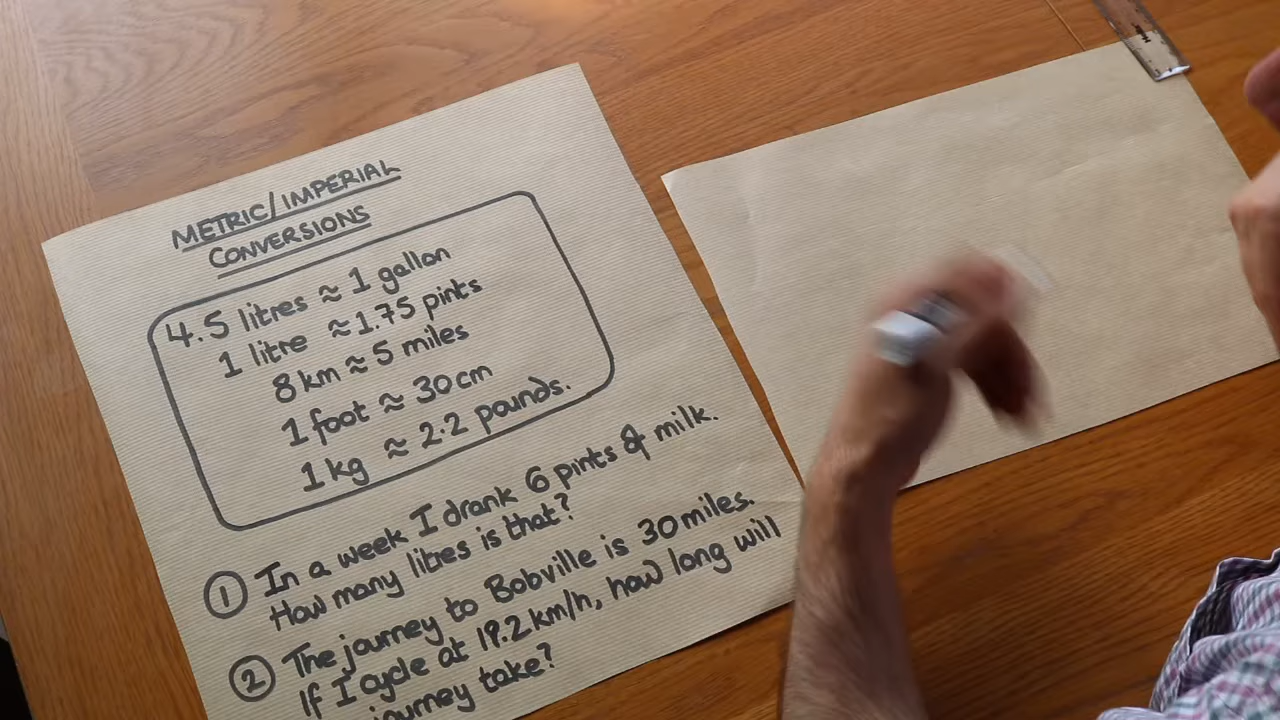 METRIC/IMPERIAL
CONVERSIONS
4.5 litres ≈ 1 gallon
1 litre ≈ 1.75 pints
8 km ≈ 5 miles
1 foot ≈ 30 cm
1 kg ≈ 2.2 pounds.
① In a week I drank 6 pints of milk.
How many litres is that?
② The journey to Bobville is 30 miles.
If I cycle at 19.2 km/h, how long will
journey take?